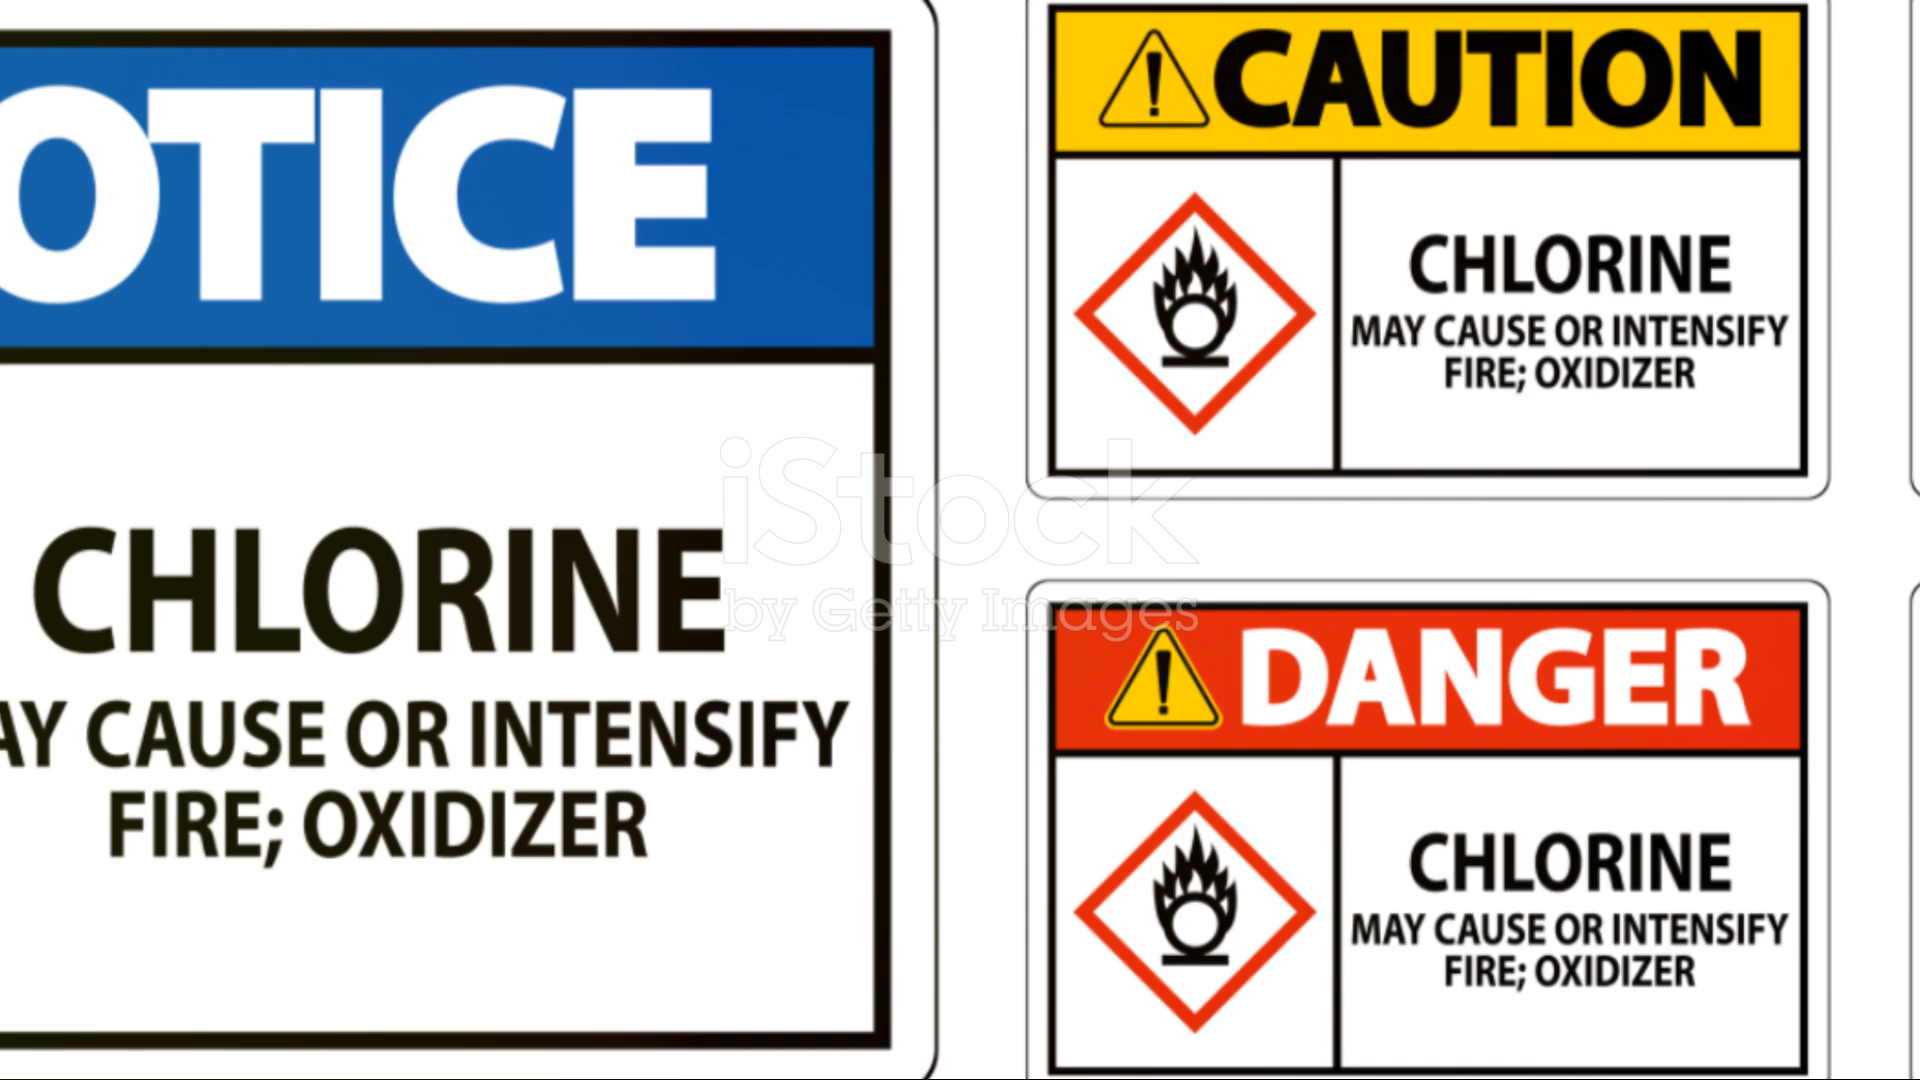 OTICE
CHLORINE
AY CAUSE OR INTENSIFY
FIRE; OXIDIZER
CAUTION
CHLORINE
MAY CAUSE OR INTENSIFY
FIRE; OXIDIZER
DANGER
CHLORINE
MAY CAUSE OR INTENSIFY
FIRE; OXIDIZER
iStock
by Getty Images